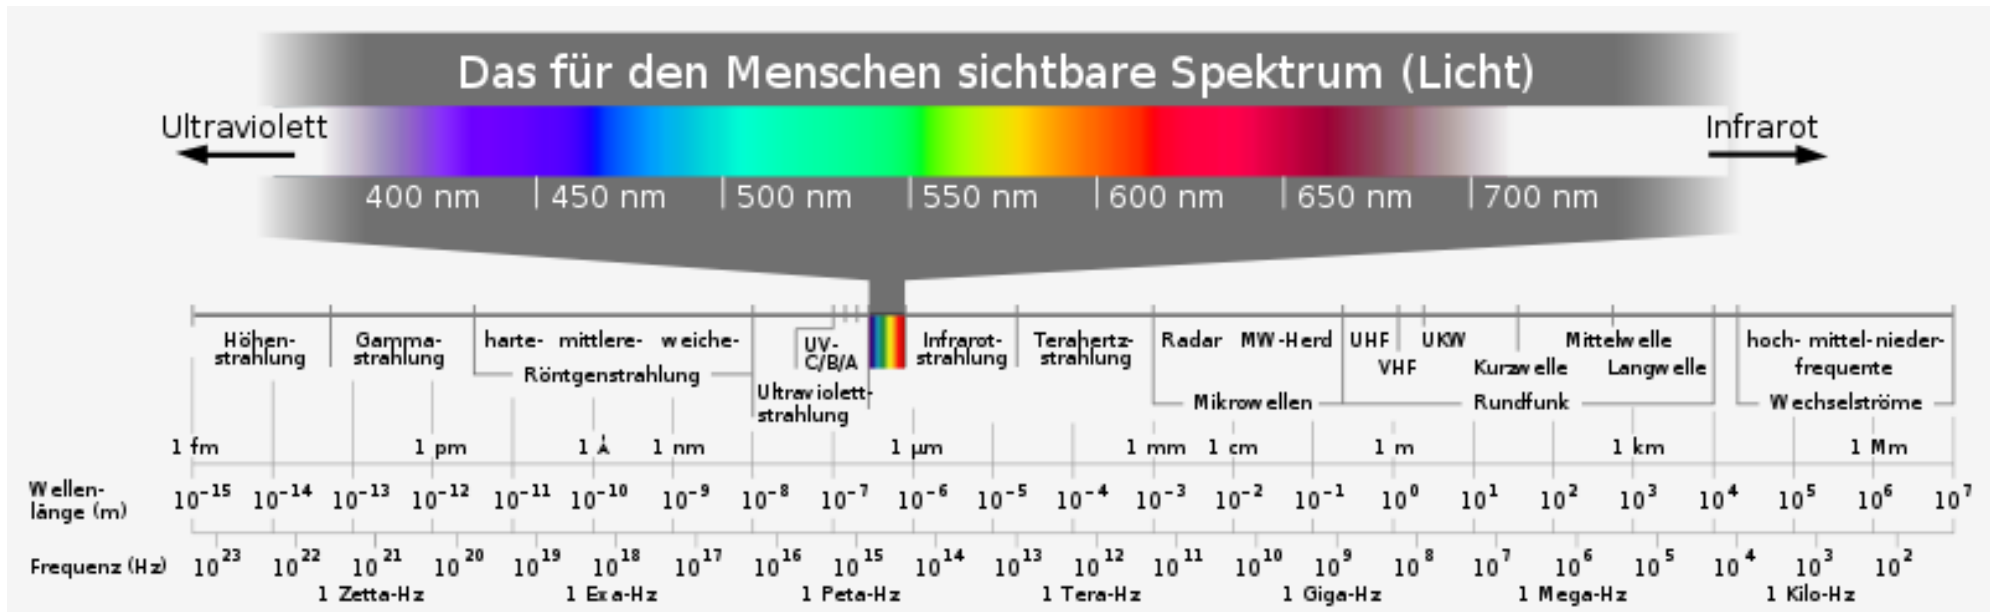 Das für den Menschen sichtbare Spektrum (Licht)
Ultraviolett
Infrarot
400 nm 450 nm 500 nm 550 nm 600 nm 650 nm 700 nm
Höhen-
strahlung
Gamma-
strahlung
harte- mittlere- weiche-
Röntgenstrahlung
UV-
C/B/A
Ultraviolett-
strahlung
Infrarot-
strahlung
Terahertz-
strahlung
Radar MW-Herd
Mikrowellen
UHF UKW Mittelwelle
VHF Kurzwelle Langwelle
Rundfunk
hoch- mittel- nieder-
frequente
Wechselströme
1 fm 1 pm 1 Å 1 nm 1 µm 1 mm 1 cm 1 m 1 km 1 Mm
Wellen-
länge (m)
10⁻¹⁵ 10⁻¹⁴ 10⁻¹³ 10⁻¹² 10⁻¹¹ 10⁻¹⁰ 10⁻⁹ 10⁻⁸ 10⁻⁷ 10⁻⁶ 10⁻⁵ 10⁻⁴ 10⁻³ 10⁻² 10⁻¹ 10⁰ 10¹ 10² 10³ 10⁴ 10⁵ 10⁶ 10⁷
Frequenz (Hz) 10²³ 10²² 10²¹ 10²⁰ 10¹⁹ 10¹⁸ 10¹⁷ 10¹⁶ 10¹⁵ 10¹⁴ 10¹³ 10¹² 10¹¹ 10¹⁰ 10⁹ 10⁸ 10⁷ 10⁶ 10⁵ 10⁴ 10³ 10²
1 Zetta-Hz 1 Exa-Hz 1 Peta-Hz 1 Tera-Hz 1 Giga-Hz 1 Mega-Hz 1 Kilo-Hz